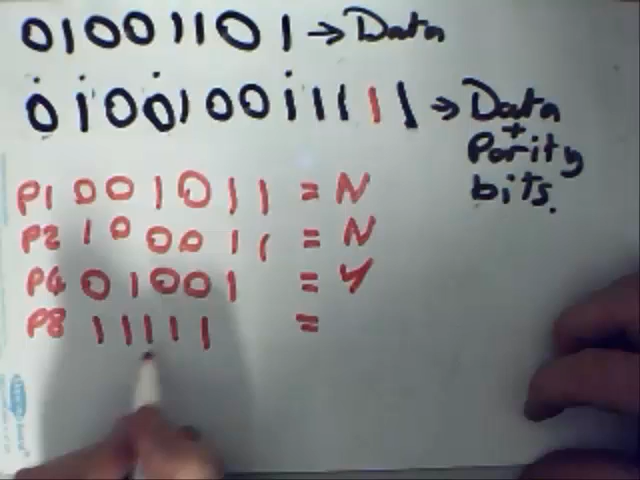 01001101 → Data
010010011111 → Data
+
Parity
bits.
P1 001011 = N
P2 100011 = N
P4 01001 = Y
P8 11111 =